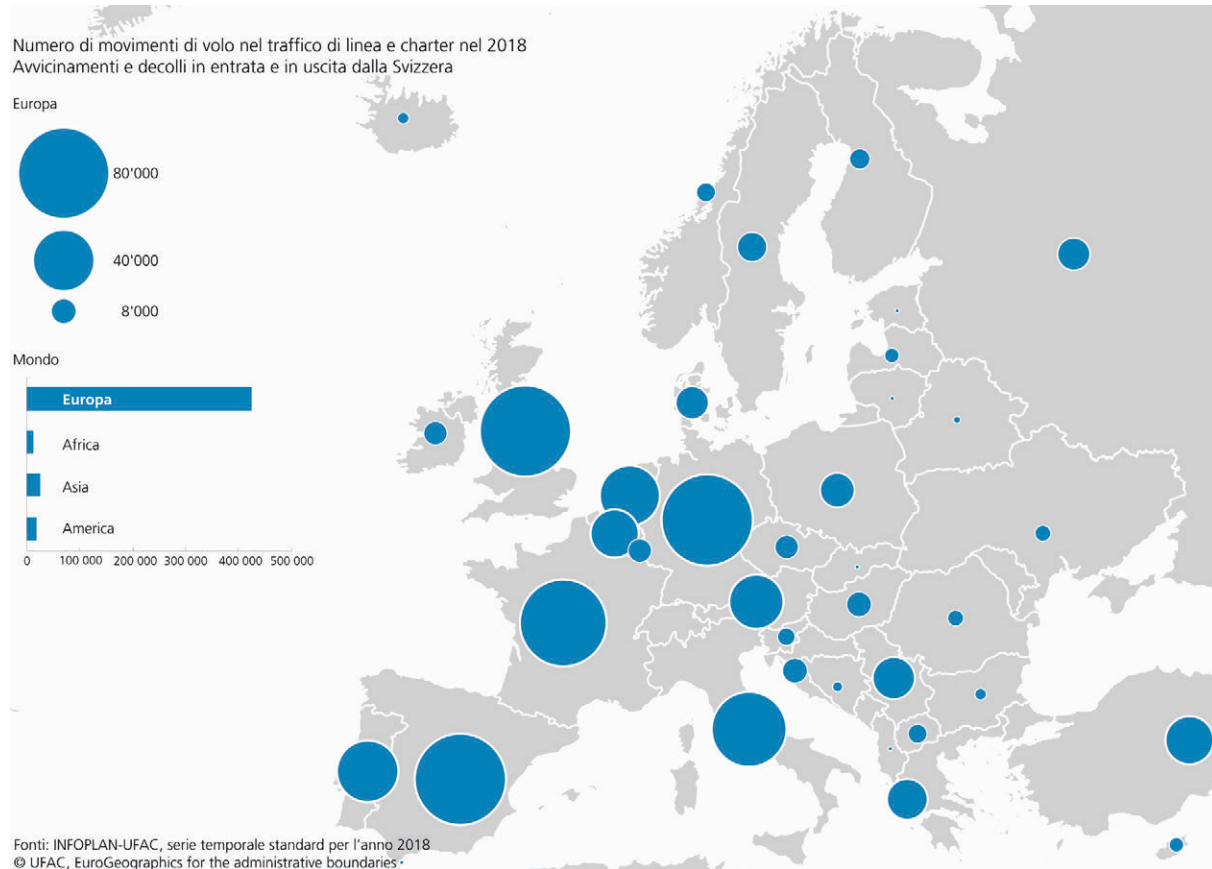 Numero di movimenti di volo nel traffico di linea e charter nel 2018
Avvicinamenti e decolli in entrata e in uscita dalla Svizzera
Europa
80'000
40'000
8'000
Mondo
Europa
Africa
Asia
America
0 100 000 200 000 300 000 400 000 500 000
Fonti: INFOPLAN-UFAC, serie temporale standard per l'anno 2018
© UFAC, EuroGeographics for the administrative boundaries